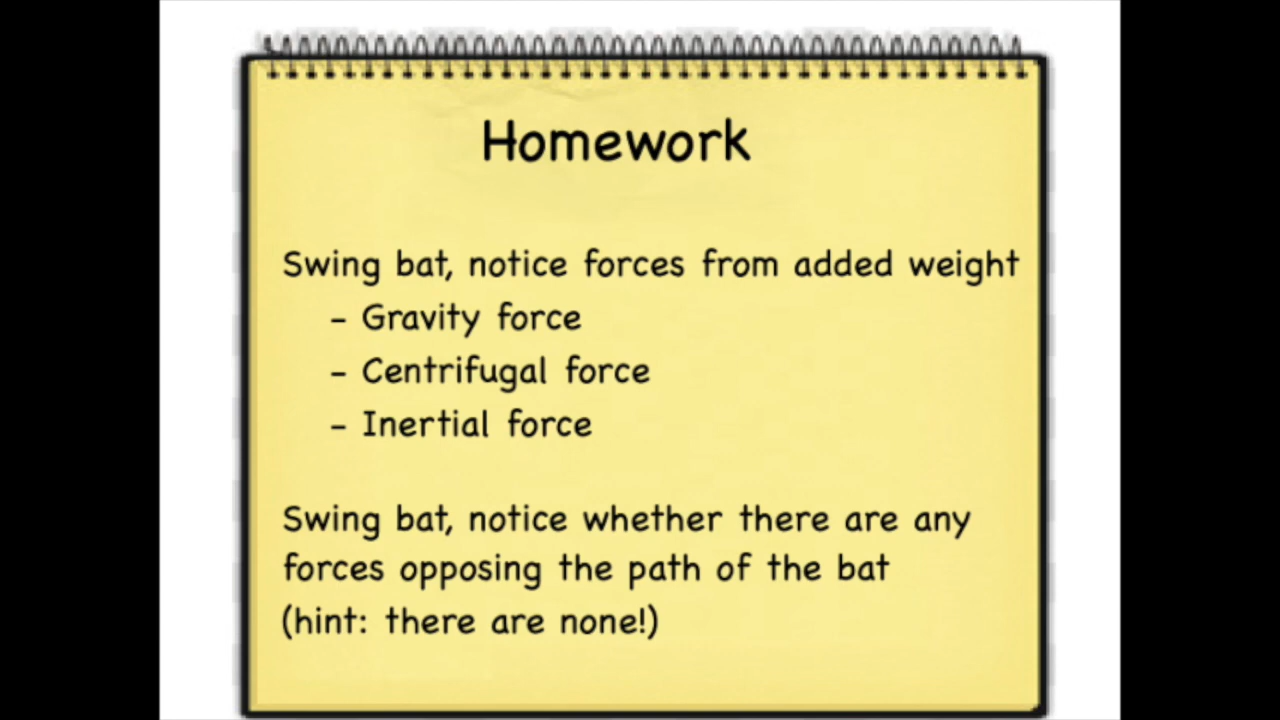 Homework
Swing bat, notice forces from added weight
- Gravity force
- Centrifugal force
- Inertial force
Swing bat, notice whether there are any
forces opposing the path of the bat
(hint: there are none!)